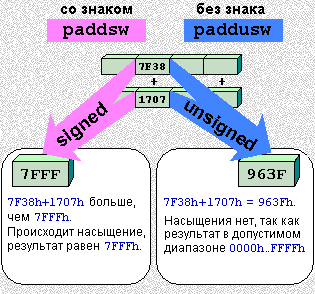 со знаком
paddsw
без знака
paddusw
7F38
+ +
1707
signed
unsigned
7FFF
7F38h+1707h больше,
чем 7FFFh.
Происходит насыщение,
результат равен 7FFFh.
963F
7F38h+1707h = 963Fh.
Насыщения нет, так как
результат в допустимом
диапазоне 0000h..FFFFh